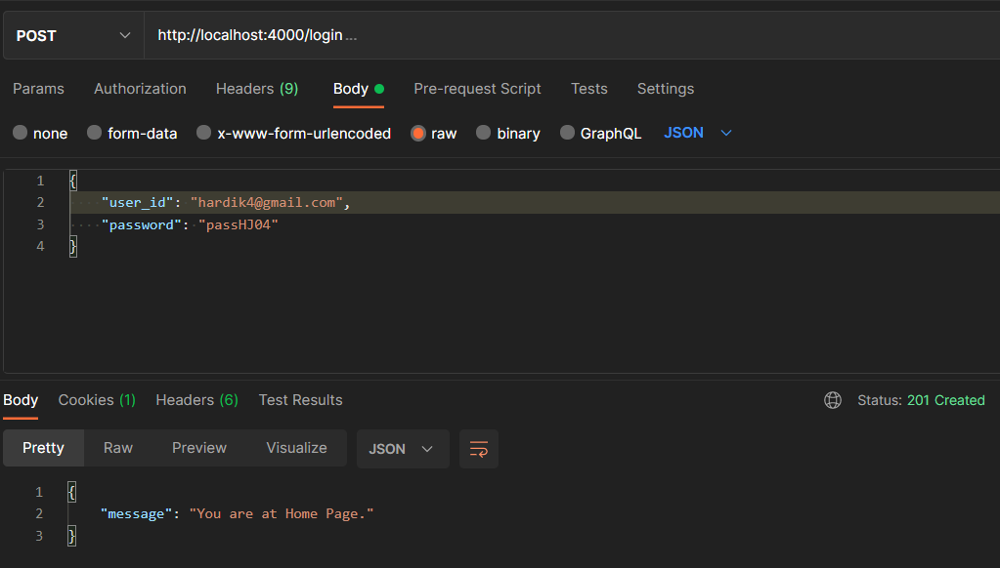 POST http://localhost:4000/login ...
Params Authorization Headers (9) Body Pre-request Script Tests Settings
none form-data x-www-form-urlencoded raw binary GraphQL JSON
1 {
2 "user_id": "hardik4@gmail.com",
3 "password": "passHJ04"
4 }
Body Cookies (1) Headers (6) Test Results Status: 201 Created
Pretty Raw Preview Visualize JSON
1 {
2 "message": "You are at Home Page."
3 }